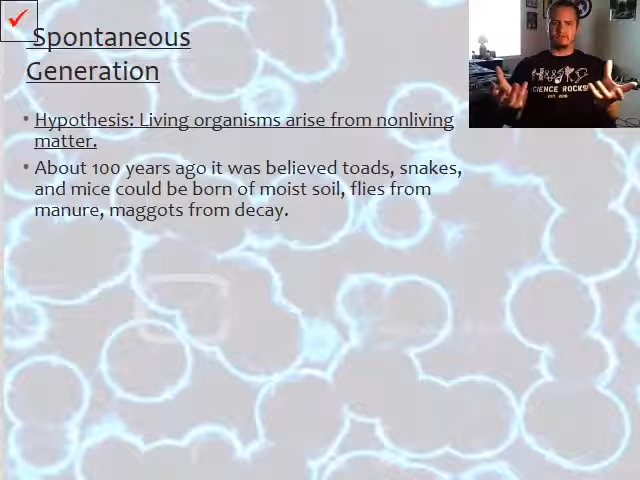 Spontaneous
Generation
• Hypothesis: Living organisms arise from nonliving
matter.
• About 100 years ago it was believed toads, snakes,
and mice could be born of moist soil, flies from
manure, maggots from decay.
CIENCE ROCKS!